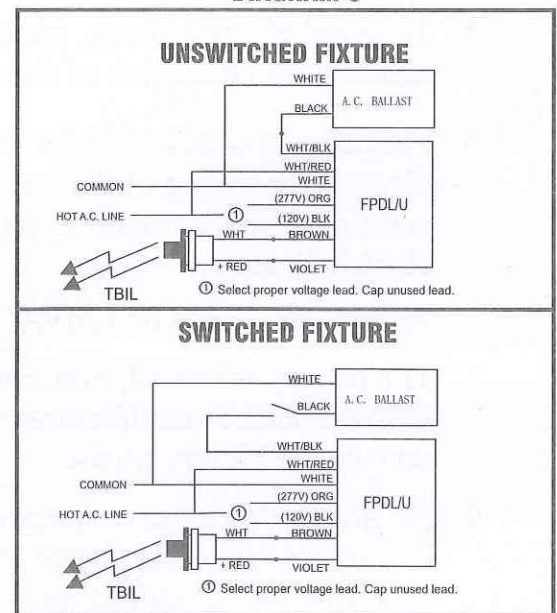 UNSWITCHED FIXTURE
WHITE
A.C. BALLAST
BLACK
WHT/BLK
WHT/RED
COMMON
WHITE
FPDL/U
(277V) ORG
HOT A.C. LINE
①
(120V) BLK
WHT
BROWN
+ RED
VIOLET
TBIL
① Select proper voltage lead. Cap unused lead.
SWITCHED FIXTURE
WHITE
A.C. BALLAST
BLACK
WHT/BLK
WHT/RED
WHITE
COMMON
(277V) ORG
FPDL/U
HOT A.C. LINE
①
(120V) BLK
WHT
BROWN
+ RED
VIOLET
TBIL
① Select proper voltage lead. Cap unused lead.